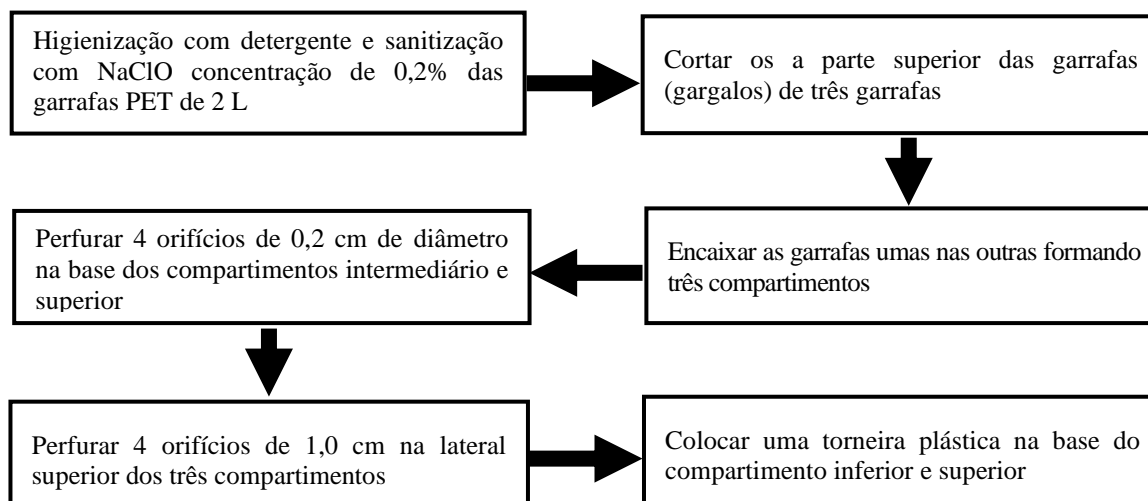 Higienização com detergente e sanitização
com NaClO concentração de 0,2% das
garrafas PET de 2 L
Cortar os a parte superior das garrafas
(gargalos) de três garrafas
Encaixar as garrafas umas nas outras formando
três compartimentos
Perfurar 4 orifícios de 0,2 cm de diâmetro
na base dos compartimentos intermediário e
superior
Perfurar 4 orifícios de 1,0 cm na lateral
superior dos três compartimentos
Colocar uma torneira plástica na base do
compartimento inferior e superior